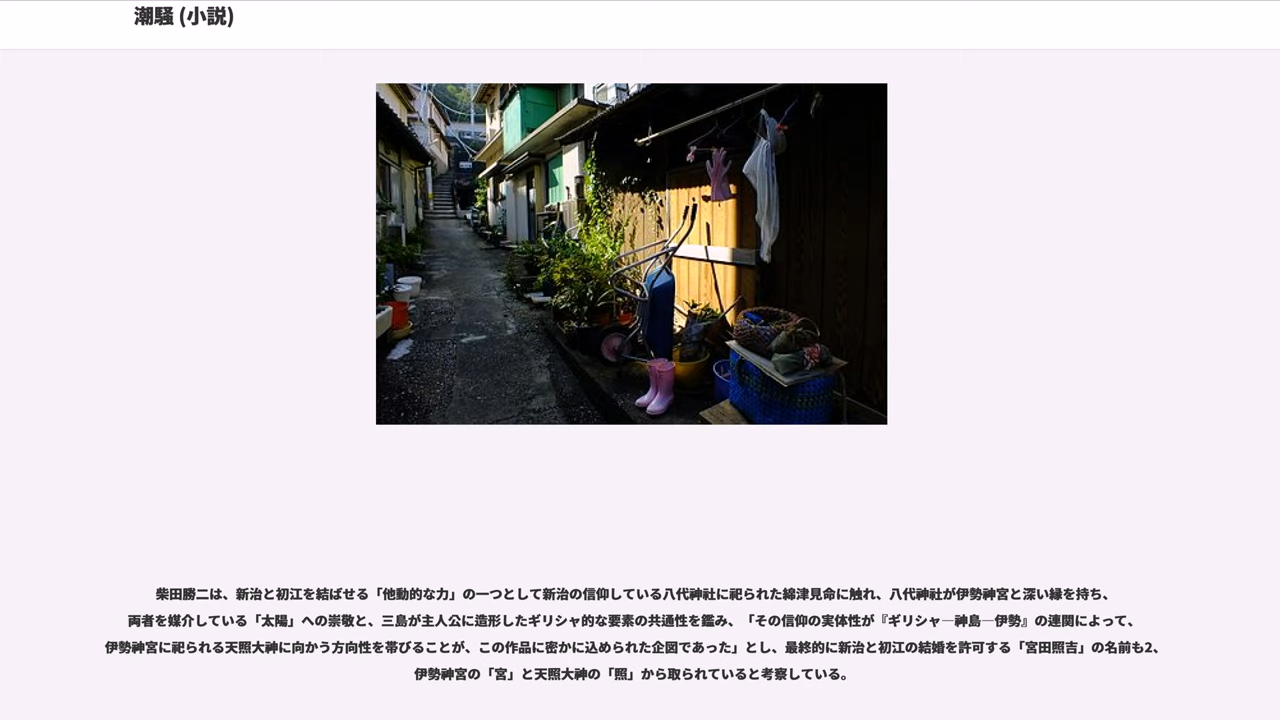 潮騒 (小説)
柴田勝二は、新治と初江を結ばせる「他動的な力」の一つとして新治の信仰している八代神社に祀られた綿津見命に触れ、八代神社が伊勢神宮と深い縁を持ち、
両者を媒介している「太陽」への崇敬と、三島が主人公に造形したギリシャ的な要素の共通性を鑑み、「その信仰の実体性が『ギリシャ―神島―伊勢』の連関によって、
伊勢神宮に祀られる天照大神に向かう方向性を帯びることが、この作品に密かに込められた企図であった」とし、最終的に新治と初江の結婚を許可する「宮田照吉」の名前も2、
伊勢神宮の「宮」と天照大神の「照」から取られていると考察している。